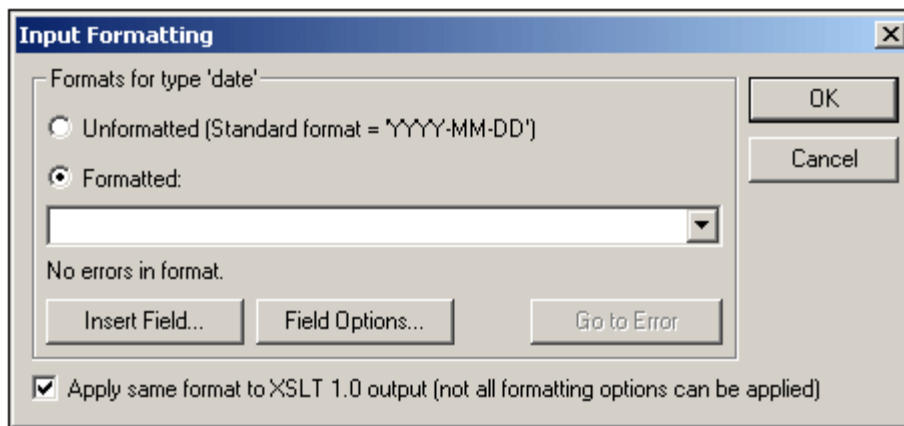 Input Formatting
Formats for type 'date'
OK
Unformatted (Standard format = 'YYYY-MM-DD')
Cancel
Formatted:
No errors in format.
Insert Field...
Field Options...
Go to Error
Apply same format to XSLT 1.0 output (not all formatting options can be applied)